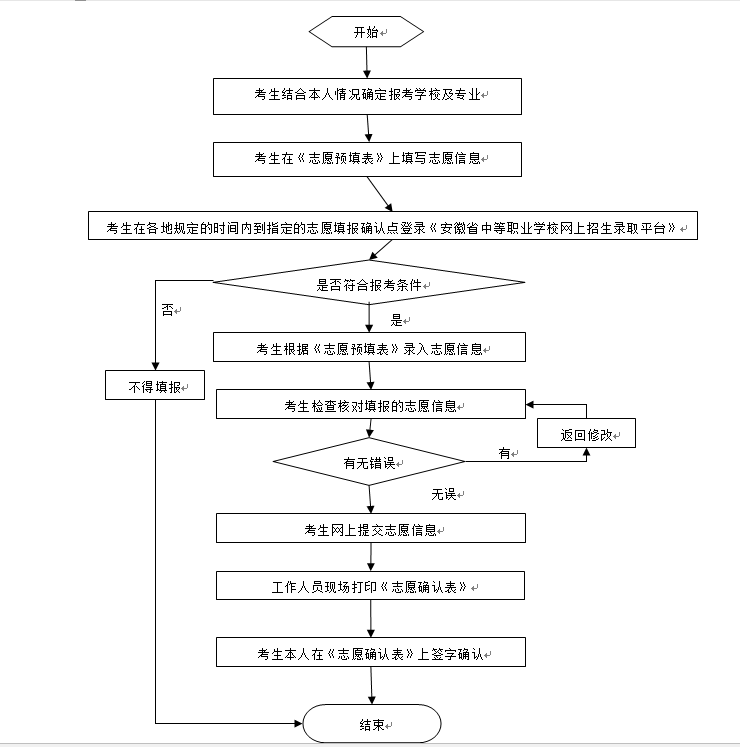 开始
考生结合本人情况确定报考学校及专业
考生在《志愿预填表》上填写志愿信息
考生在各地规定的时间内到指定的志愿填报确认点登录《安徽省中等职业学校网上招生录取平台》
是否符合报考条件
否
是
考生根据《志愿预填表》录入志愿信息
不得填报
考生检查核对填报的志愿信息
返回修改
有无错误
有
无误
考生网上提交志愿信息
工作人员现场打印《志愿确认表》
考生本人在《志愿确认表》上签字确认
结束